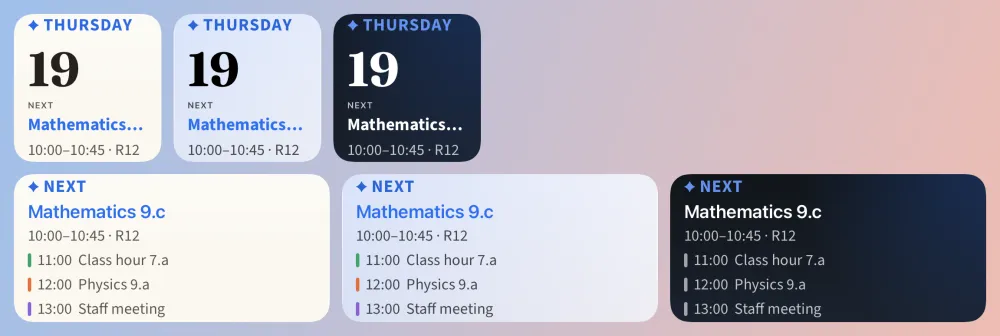 ✦ THURSDAY
19
NEXT
Mathematics…
10:00–10:45 · R12
✦ THURSDAY
19
NEXT
Mathematics…
10:00–10:45 · R12
✦ THURSDAY
19
NEXT
Mathematics…
10:00–10:45 · R12
✦ NEXT
Mathematics 9.c
10:00–10:45 · R12
11:00 Class hour 7.a
12:00 Physics 9.a
13:00 Staff meeting
✦ NEXT
Mathematics 9.c
10:00–10:45 · R12
11:00 Class hour 7.a
12:00 Physics 9.a
13:00 Staff meeting
✦ NEXT
Mathematics 9.c
10:00–10:45 · R12
11:00 Class hour 7.a
12:00 Physics 9.a
13:00 Staff meeting